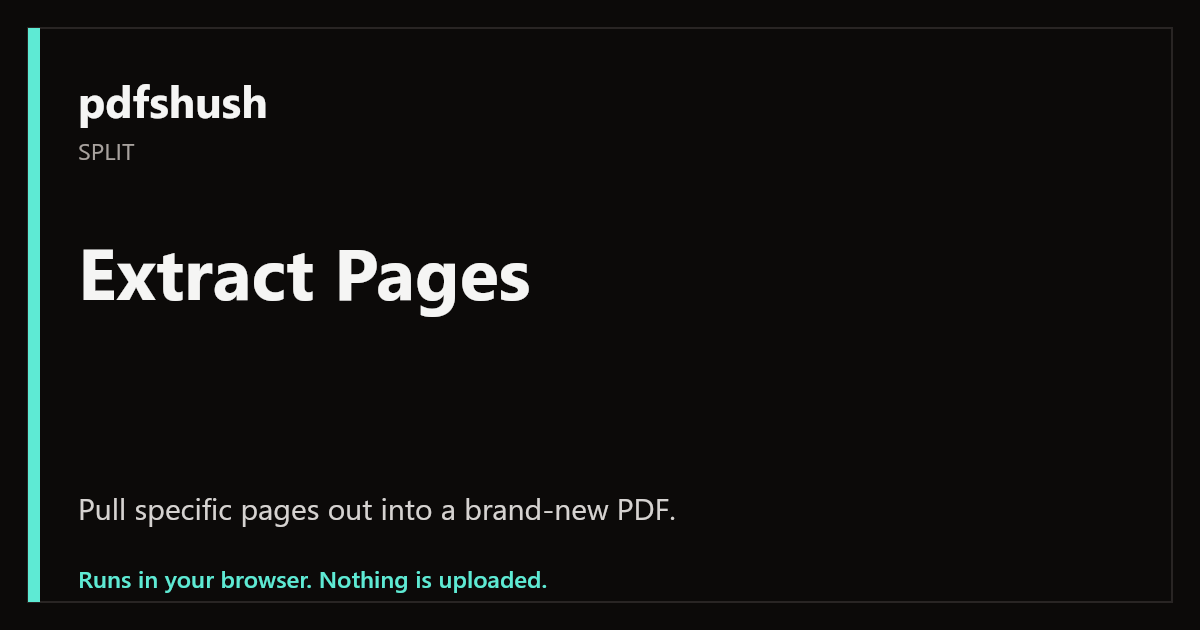 pdfshush
SPLIT
Extract Pages
Pull specific pages out into a brand-new PDF.
Runs in your browser. Nothing is uploaded.